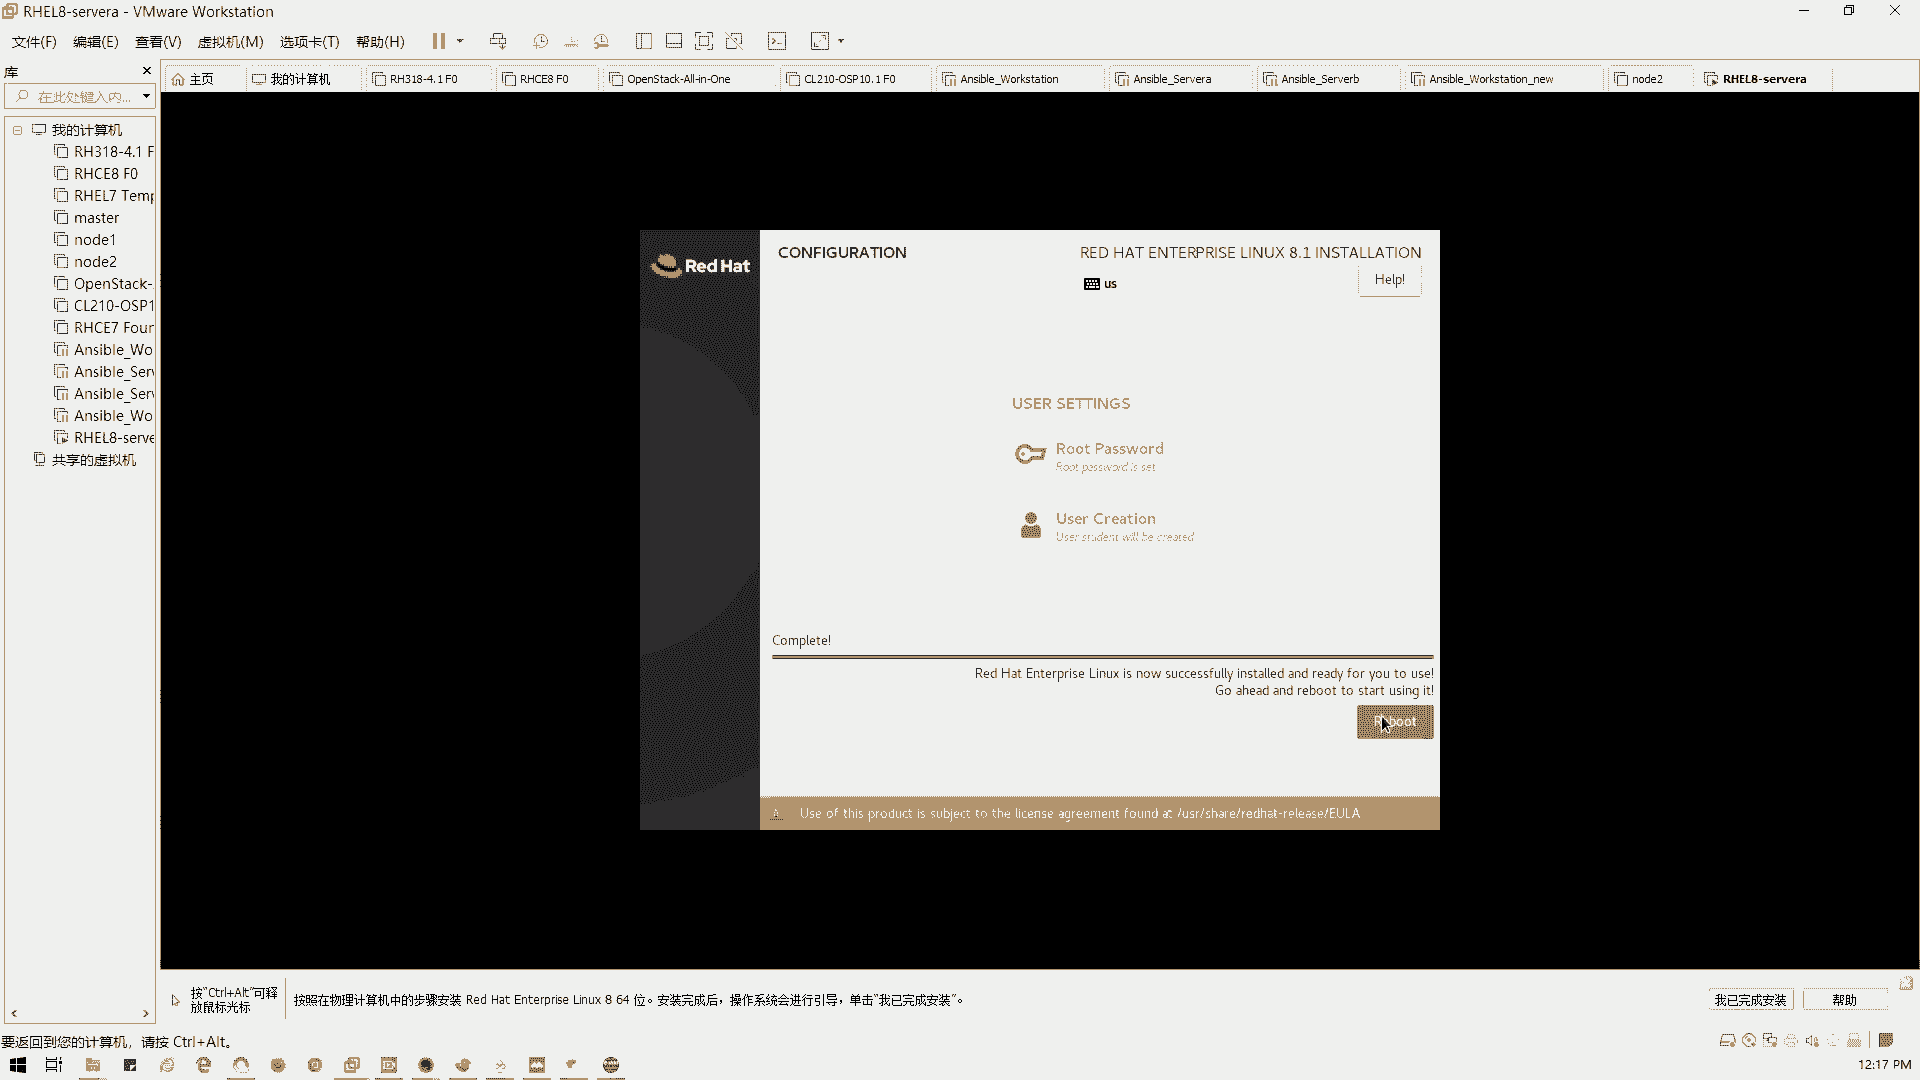 RHEL8-servera - VMware Workstation
文件(F) 编辑(E) 查看(V) 虚拟机(M) 选项卡(T) 帮助(H)
库
在此处键入内...
主页
我的计算机
RH318-4.1 F0
RHCE8 F0
OpenStack-All-in-One
CL210-OSP10.1 F0
Ansible_Workstation
Ansible_Servera
Ansible_Serverb
Ansible_Workstation_new
node2
RHEL8-servera
我的计算机
RH318-4.1 F
RHCE8 F0
RHEL7 Temp
master
node1
node2
OpenStack-
CL210-OSP1
RHCE7 Four
Ansible_Wo
Ansible_Serv
Ansible_Serv
Ansible_Wo
RHEL8-serve
共享的虚拟机
Red Hat
CONFIGURATION
RED HAT ENTERPRISE LINUX 8.1 INSTALLATION
us
Help!
USER SETTINGS
Root Password
Root password is set
User Creation
User student will be created
Complete!
Red Hat Enterprise Linux is now successfully installed and ready for you to use!
Go ahead and reboot to start using it!
Reboot
Use of this product is subject to the license agreement found at /usr/share/redhat-release/EULA
按"Ctrl+Alt"可释
放鼠标光标
按照在物理计算机中的步骤安装 Red Hat Enterprise Linux 8 64 位。安装完成后，操作系统会进行引导，单击"我已完成安装"。
我已完成安装
帮助
要返回到您的计算机，请按 Ctrl+Alt。
12:17 PM